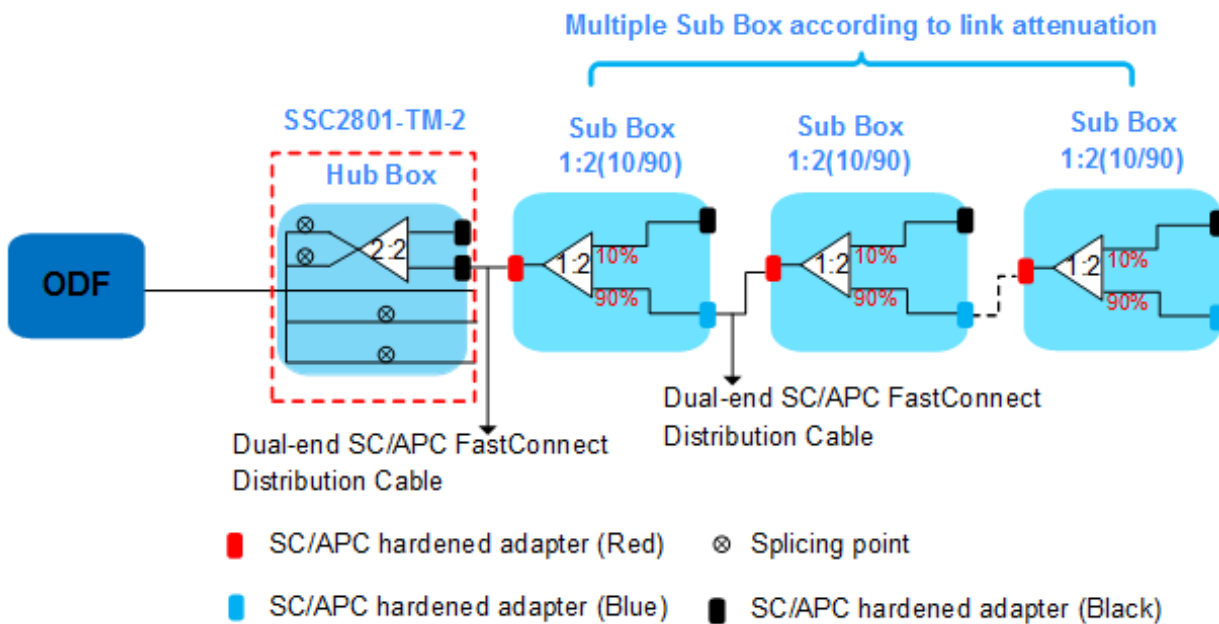 Multiple Sub Box according to link attenuation
SSC2801-TM-2
Hub Box
Sub Box
1:2(10/90)
Sub Box
1:2(10/90)
Sub Box
1:2(10/90)
ODF
2:2
1:2
10%
90%
1:2
10%
90%
1:2
10%
90%
Dual-end SC/APC FastConnect
Distribution Cable
Dual-end SC/APC FastConnect
Distribution Cable
SC/APC hardened adapter (Red)
Splicing point
SC/APC hardened adapter (Blue)
SC/APC hardened adapter (Black)